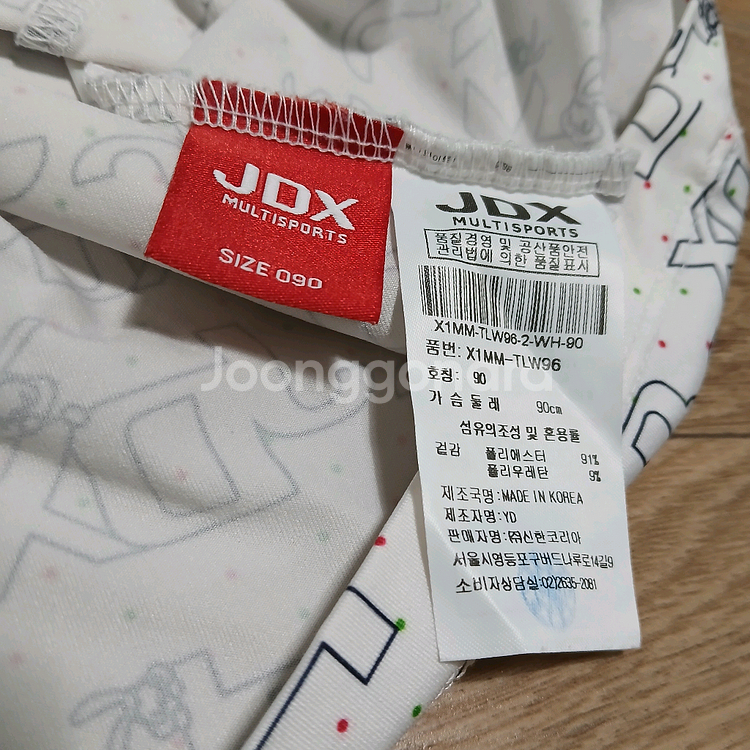 JDX
MULTISPORTS
SIZE 090
JDX
MULTISPORTS
품질경영 및 공산품안전
관리법에 의한 품질표시
X1MM-TLW96-2-WH-90
품번: X1MM-TLW96
호칭: 90
가슴둘레 90cm
섬유의조성 및 혼용률
겉감 폴리에스터 91%
폴리우레탄 9%
제조국명: MADE IN KOREA
제조자명: YD
판매자명: ㈜신한코리아
서울시영등포구버드나루로14길9
소비자상담실: 02)2635-2081
Joonggonara